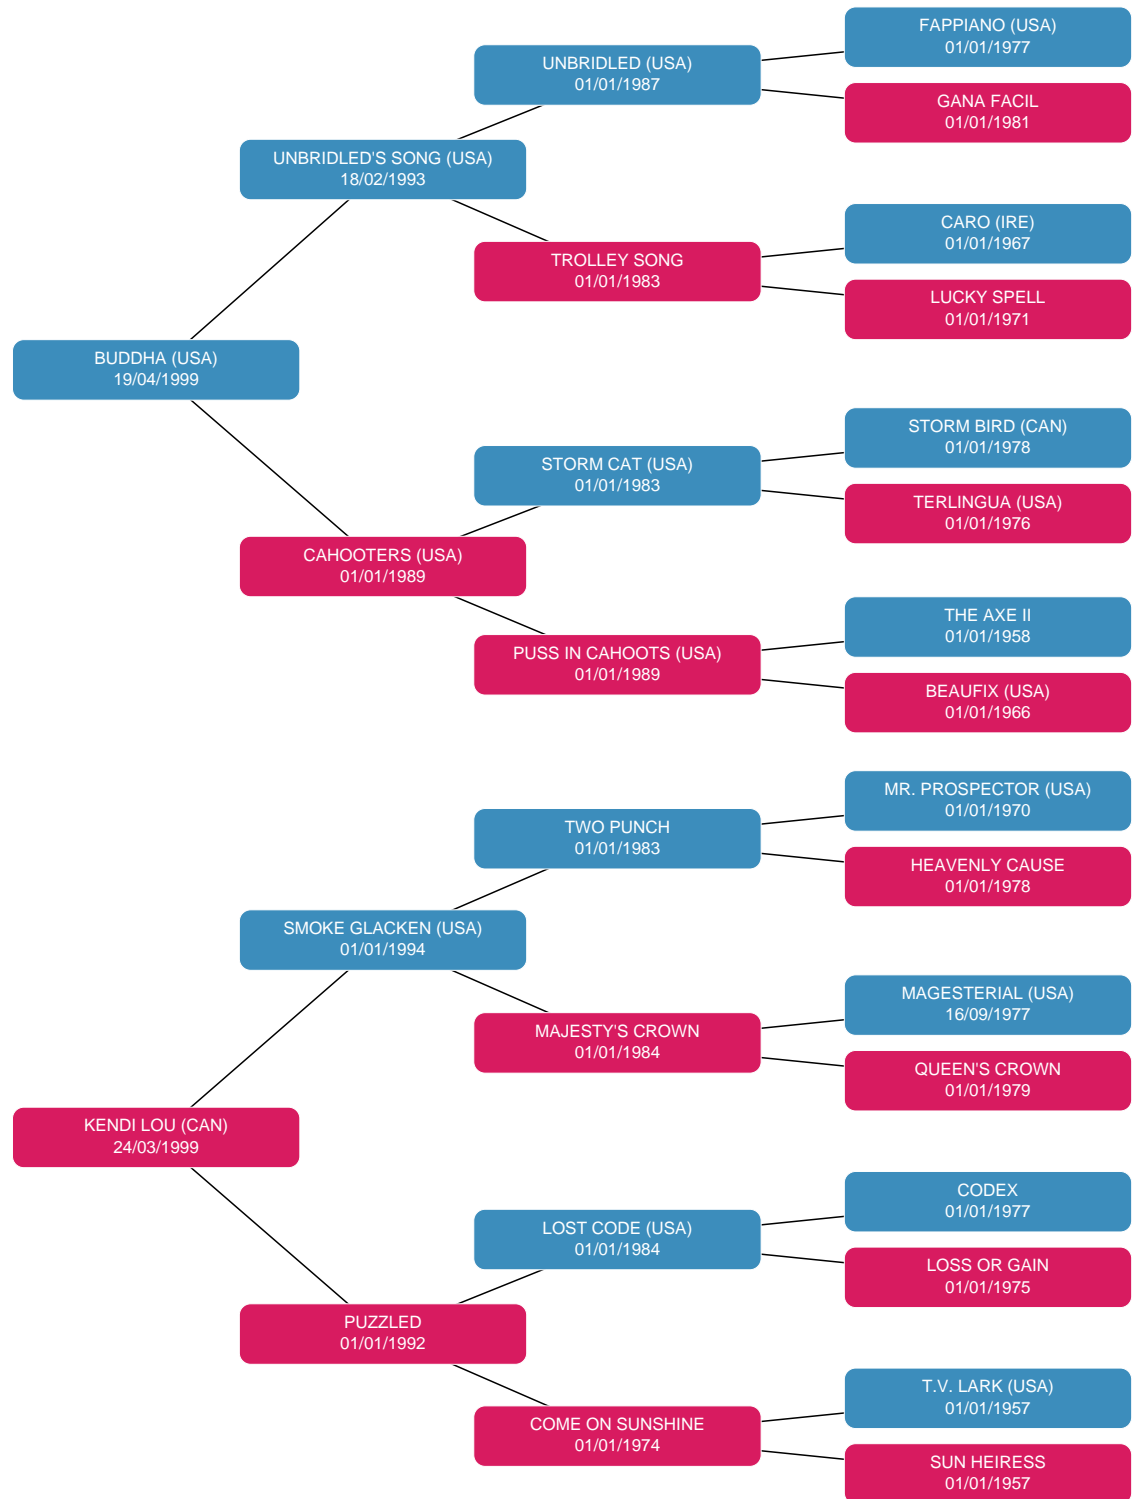 FAPPIANO (USA)
01/01/1977
UNBRIDLED (USA)
01/01/1987
GANA FACIL
01/01/1981
UNBRIDLED'S SONG (USA)
18/02/1993
CARO (IRE)
01/01/1967
TROLLEY SONG
01/01/1983
LUCKY SPELL
01/01/1971
BUDDHA (USA)
19/04/1999
STORM BIRD (CAN)
01/01/1978
STORM CAT (USA)
01/01/1983
TERLINGUA (USA)
01/01/1976
CAHOOTERS (USA)
01/01/1989
THE AXE II
01/01/1958
PUSS IN CAHOOTS (USA)
01/01/1989
BEAUFIX (USA)
01/01/1966
MR. PROSPECTOR (USA)
01/01/1970
TWO PUNCH
01/01/1983
HEAVENLY CAUSE
01/01/1978
SMOKE GLACKEN (USA)
01/01/1994
MAGESTERIAL (USA)
16/09/1977
MAJESTY'S CROWN
01/01/1984
QUEEN'S CROWN
01/01/1979
KENDI LOU (CAN)
24/03/1999
CODEX
01/01/1977
LOST CODE (USA)
01/01/1984
LOSS OR GAIN
01/01/1975
PUZZLED
01/01/1992
T.V. LARK (USA)
01/01/1957
COME ON SUNSHINE
01/01/1974
SUN HEIRESS
01/01/1957